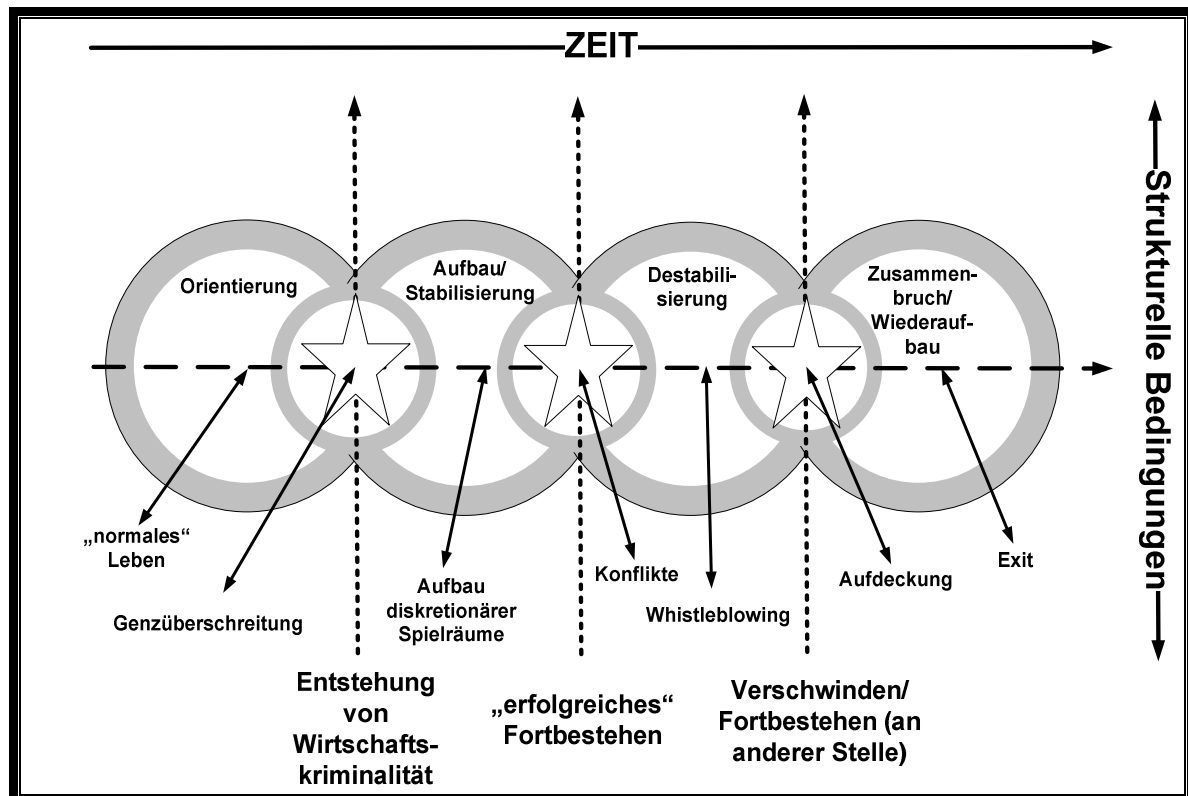 ZEIT
Strukturelle Bedingungen
Orientierung
Aufbau/
Stabilisierung
Destabili-
sierung
Zusammen-
bruch/
Wiederauf-
bau
„normales“
Leben
Genzüberschreitung
Aufbau
diskretionärer
Spielräume
Konflikte
Whistleblowing
Aufdeckung
Exit
Entstehung
von
Wirtschafts-
kriminalität
„erfolgreiches“
Fortbestehen
Verschwinden/
Fortbestehen (an
anderer Stelle)